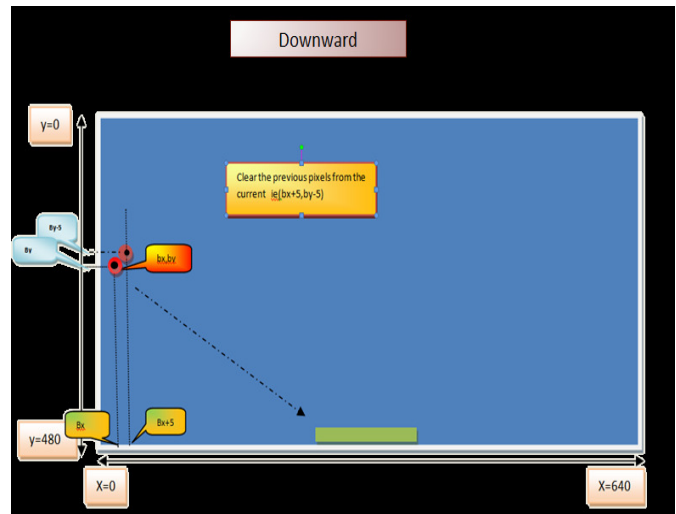 Downward
y=0
Clear the previous pixels from the
current ie(bx+5,by-5)
By-5
By
bx,by
Bx
Bx+5
y=480
X=0
X=640